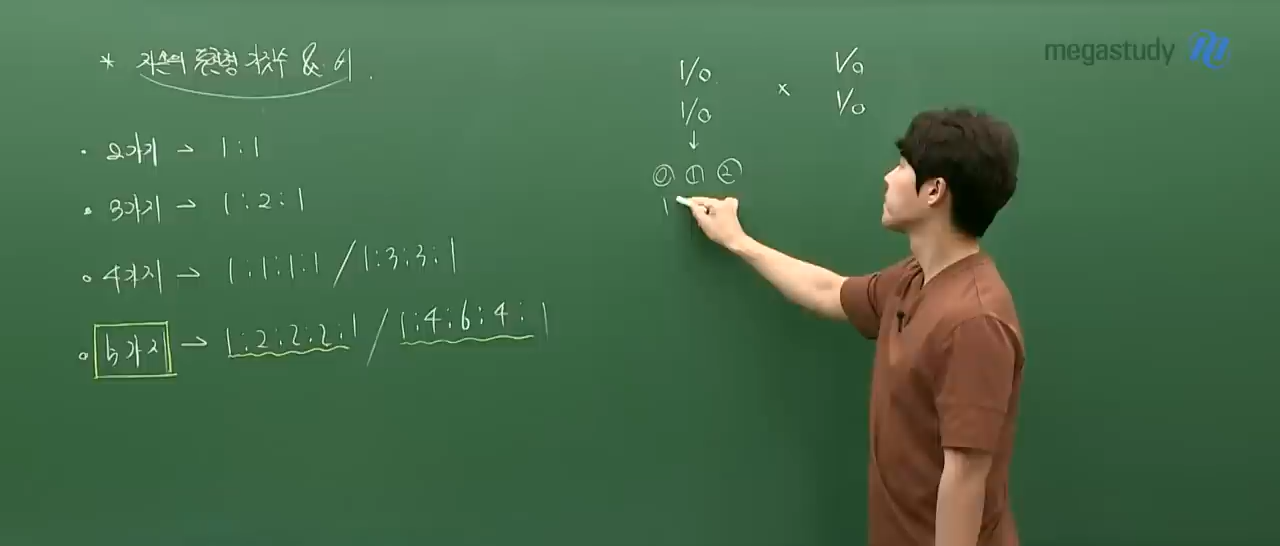 * 자손의 표현형 가짓수 & 비.
· 2가지 → 1:1
· 3가지 → 1:2:1
· 4가지 → 1:1:1:1 / 1:3:3:1
· 5가지 → 1:2:2:2:1 / 1:4:6:4:1
1/0 × 1/0
1/0 1/0
↓
⓪ ① ②
1
megastudy